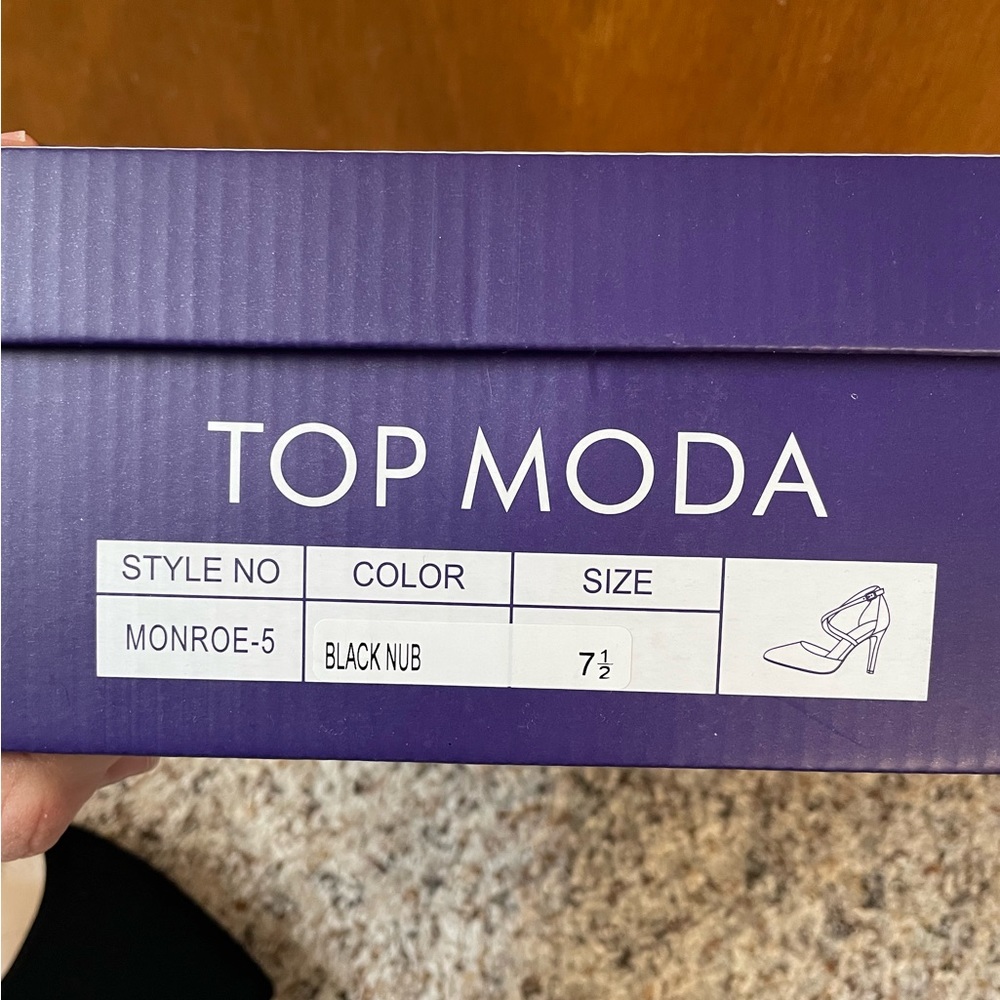 TOP MODA
STYLE NO COLOR SIZE
MONROE-5 BLACK NUB 7½